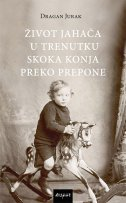 DRAGAN JURAK
ŽIVOT JAHAČA
U TRENUTKU
SKOKA KONJA
PREKO PREPONE